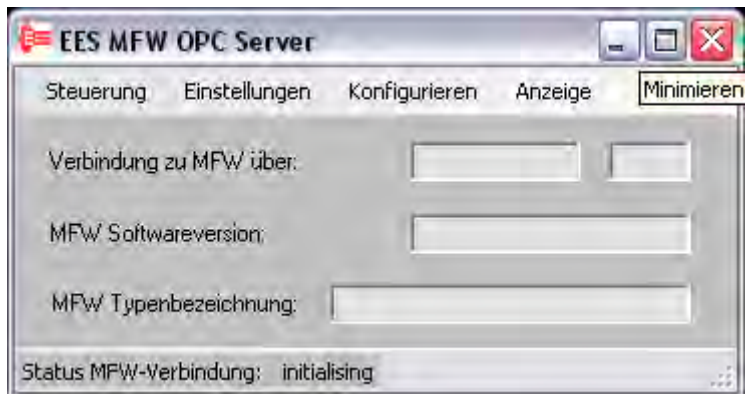 EES MFW OPC Server
Steuerung Einstellungen Konfigurieren Anzeige Minimieren
Verbindung zu MFW über:
MFW Softwareversion:
MFW Typenbezeichnung:
Status MFW-Verbindung: initialising